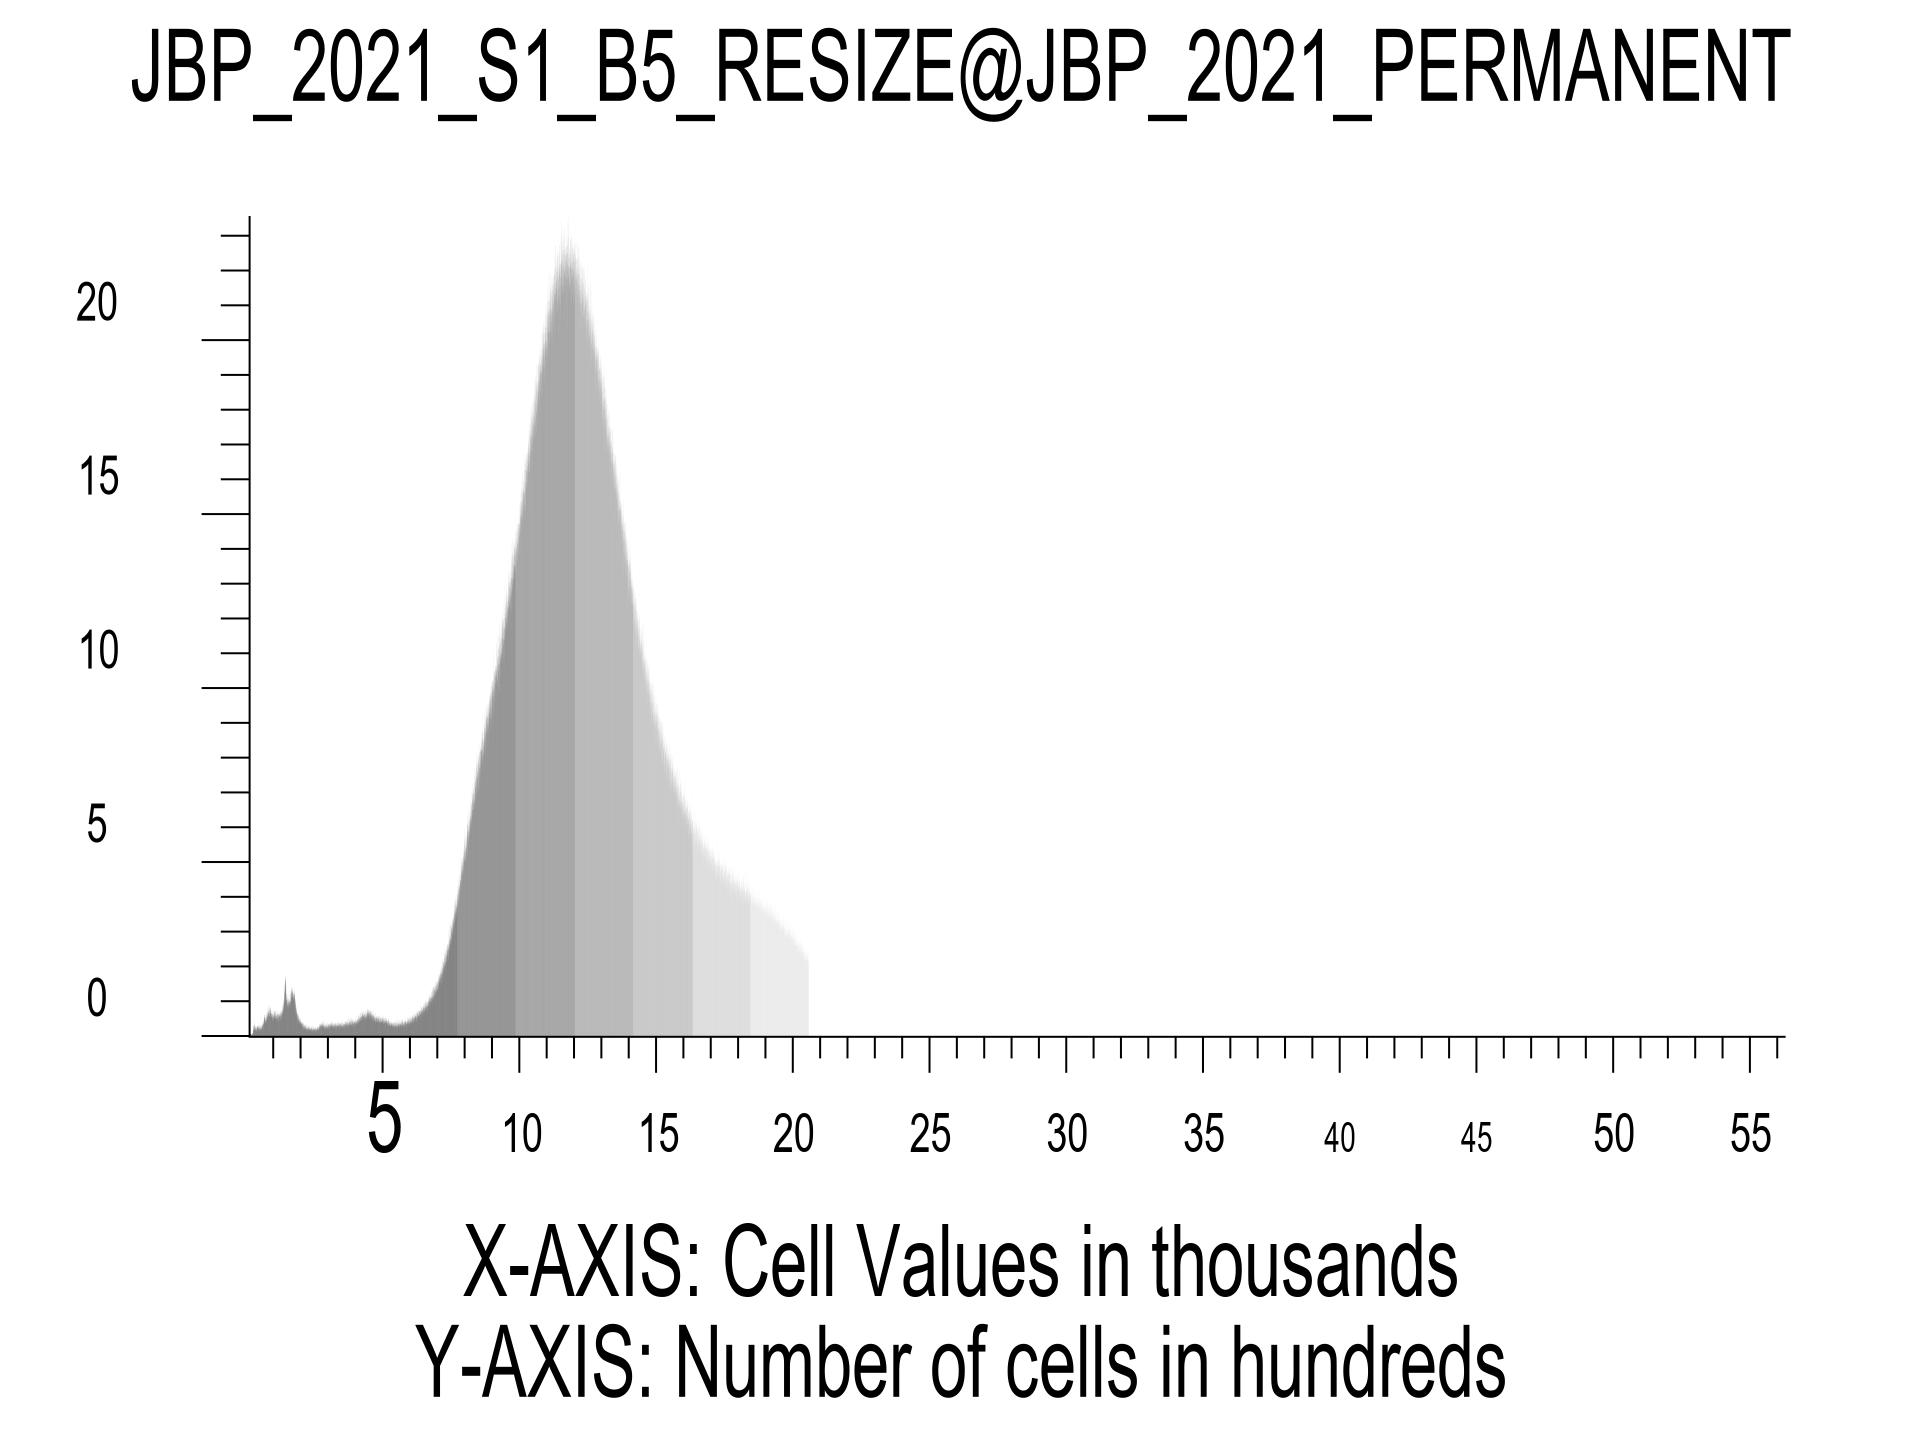 JBP_2021_S1_B5_RESIZE@JBP_2021_PERMANENT
20
15
10
5
0
5 10 15 20 25 30 35 40 45 50 55
X-AXIS: Cell Values in thousands
Y-AXIS: Number of cells in hundreds